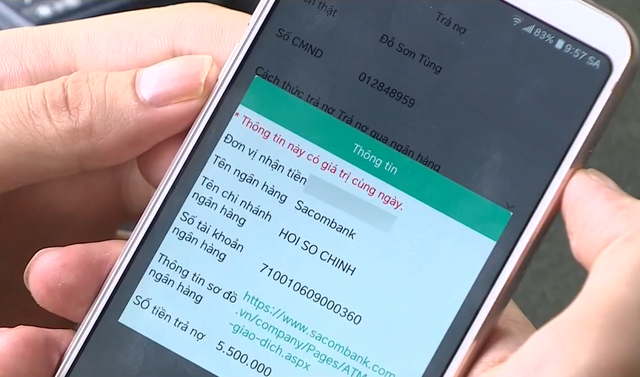 83% 9:57 SA
Trả nợ
thật Đỗ Sơn Tùng
Số CMND 012848959
Cách thức trả nợ Trả nợ qua ngân hàng
Thông tin
* Thông tin này có giá trị cùng ngày.
Đơn vị nhận tiền
Tên ngân hàng Sacombank
Tên chi nhánh
ngân hàng
HOI SO CHINH
Số tài khoản
ngân hàng
710010609000360
Thông tin sơ đồ
ngân hàng
https://www.sacombank.com
.vn/company/Pages/ATM
-giao-dich.aspx
Số tiền trả nợ 5.500.000